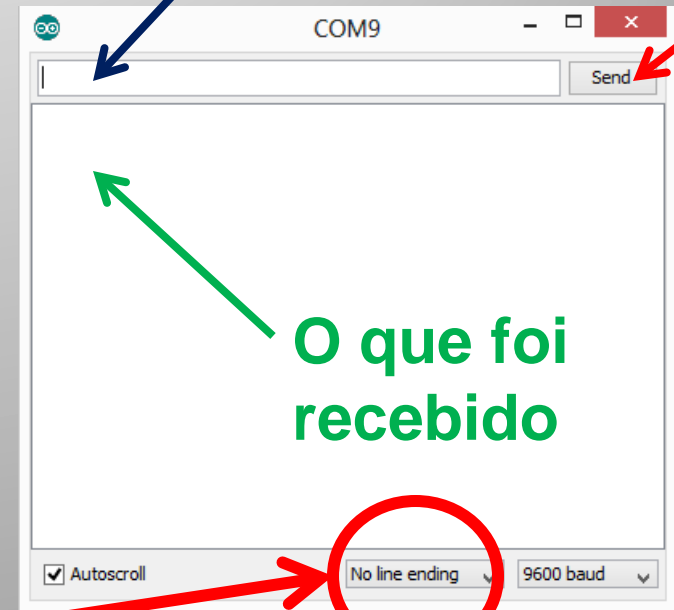 COM9
Send
O que foi
recebido
Autoscroll
No line ending
9600 baud